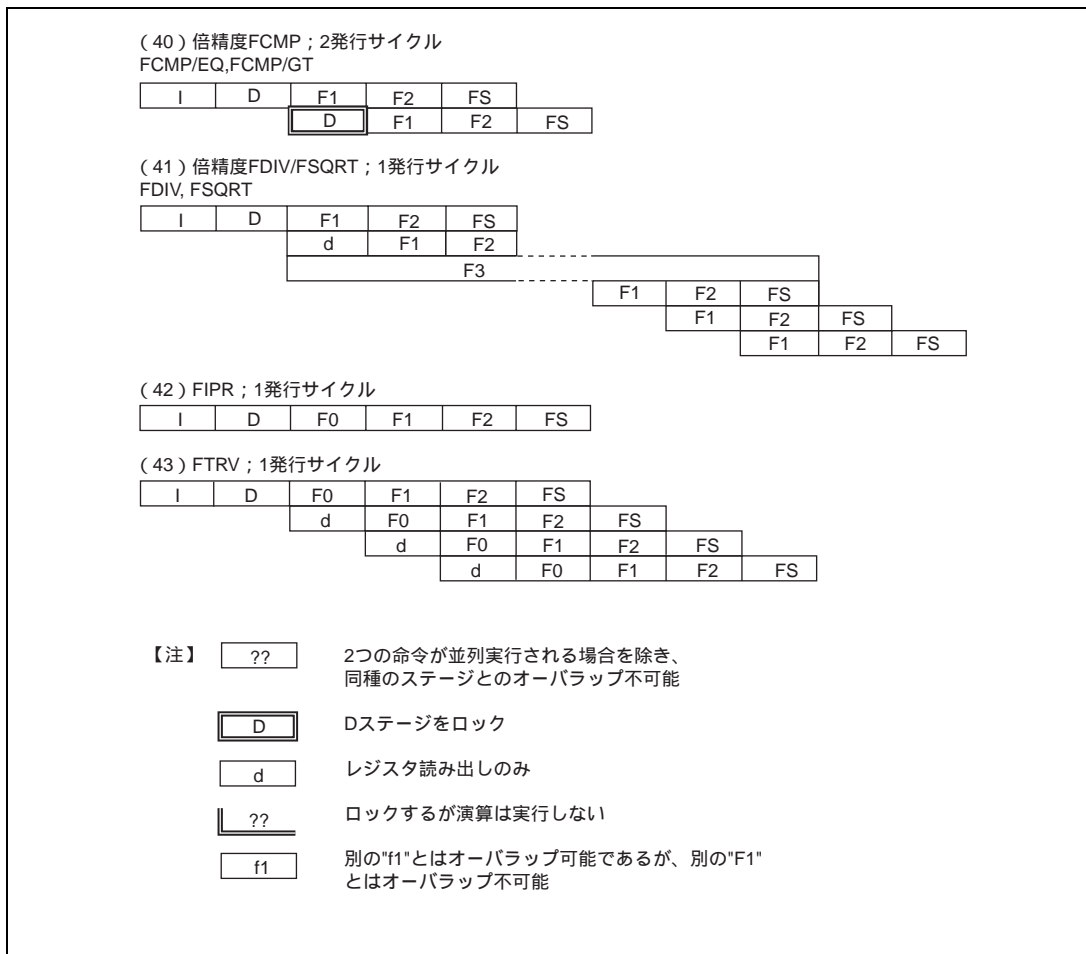 (40)倍精度FCMP;2発行サイクル
FCMP/EQ,FCMP/GT
I D F1 F2 FS
D F1 F2 FS
(41)倍精度FDIV/FSQRT;1発行サイクル
FDIV, FSQRT
I D F1 F2 FS
d F1 F2
F3
F1 F2 FS
F1 F2 FS
F1 F2 FS
(42)FIPR;1発行サイクル
I D F0 F1 F2 FS
(43)FTRV;1発行サイクル
I D F0 F1 F2 FS
d F0 F1 F2 FS
d F0 F1 F2 FS
d F0 F1 F2 FS
【注】 ?? 2つの命令が並列実行される場合を除き、
同種のステージとのオーバラップ不可能
D Dステージをロック
d レジスタ読み出しのみ
?? ロックするが演算は実行しない
f1 別の"f1"とはオーバラップ可能であるが、別の"F1"
とはオーバラップ不可能